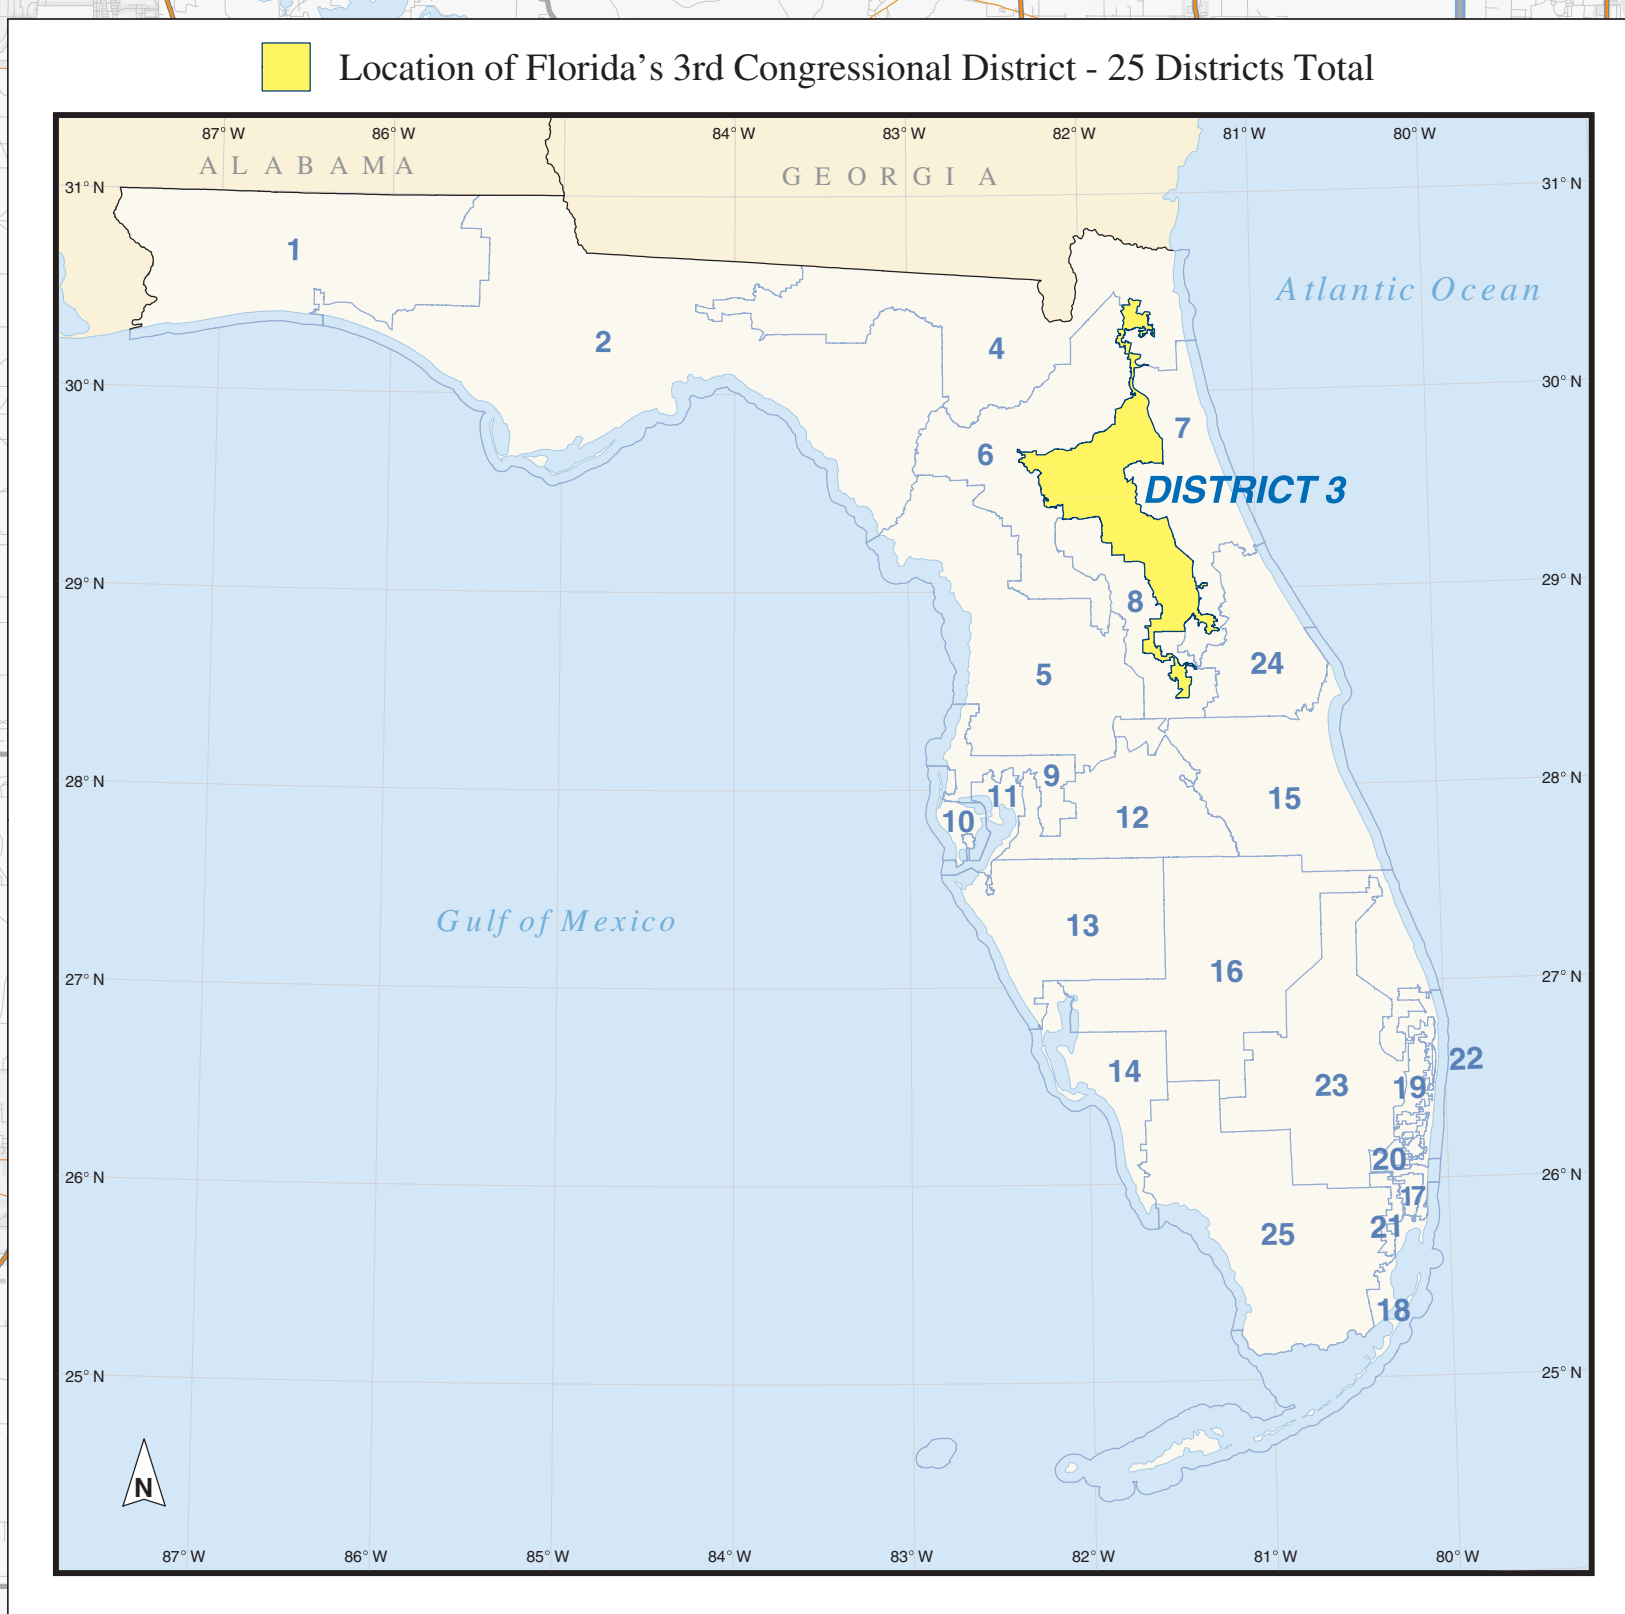 Location of Florida's 3rd Congressional District - 25 Districts Total
87° W 86° W 84° W 83° W 82° W 81° W 80° W
ALABAMA
GEORGIA
31° N
31° N
1
Atlantic Ocean
2
4
30° N
30° N
7
6
DISTRICT 3
29° N
29° N
8
24
5
28° N
28° N
9
11
15
10
12
Gulf of Mexico
13
16
27° N
27° N
22
14
23
19
20
26° N
26° N
17
21
25
18
25° N
25° N
N
87° W 86° W 85° W 84° W 83° W 82° W 81° W 80° W